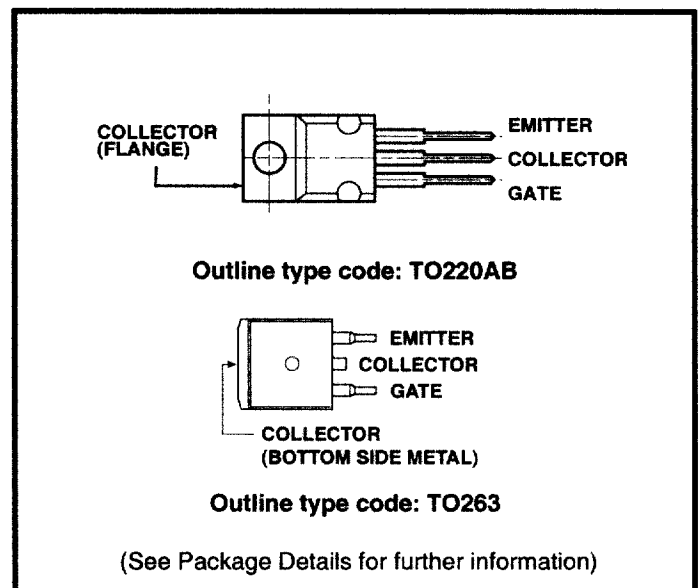 COLLECTOR
(FLANGE)
EMITTER
COLLECTOR
GATE
Outline type code: TO220AB
EMITTER
COLLECTOR
GATE
COLLECTOR
(BOTTOM SIDE METAL)
Outline type code: TO263
(See Package Details for further information)